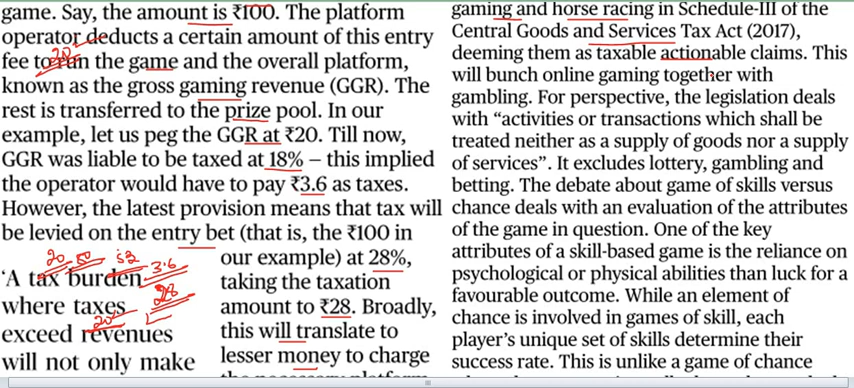 game. Say, the amount is ₹100. The platform
operator deducts a certain amount of this entry
fee to run the game and the overall platform,
known as the gross gaming revenue (GGR). The
rest is transferred to the prize pool. In our
example, let us peg the GGR at ₹20. Till now,
GGR was liable to be taxed at 18% – this implied
the operator would have to pay ₹3.6 as taxes.
However, the latest provision means that tax will
be levied on the entry bet (that is, the ₹100 in
our example) at 28%,
taking the taxation
amount to ₹28. Broadly,
this will translate to
lesser money to charge
'A tax burden
where taxes
exceed revenues
will not only make
20
20
3.6
28
20
gaming and horse racing in Schedule-III of the
Central Goods and Services Tax Act (2017),
deeming them as taxable actionable claims. This
will bunch online gaming together with
gambling. For perspective, the legislation deals
with “activities or transactions which shall be
treated neither as a supply of goods nor a supply
of services”. It excludes lottery, gambling and
betting. The debate about game of skills versus
chance deals with an evaluation of the attributes
of the game in question. One of the key
attributes of a skill-based game is the reliance on
psychological or physical abilities than luck for a
favourable outcome. While an element of
chance is involved in games of skill, each
player's unique set of skills determine their
success rate. This is unlike a game of chance